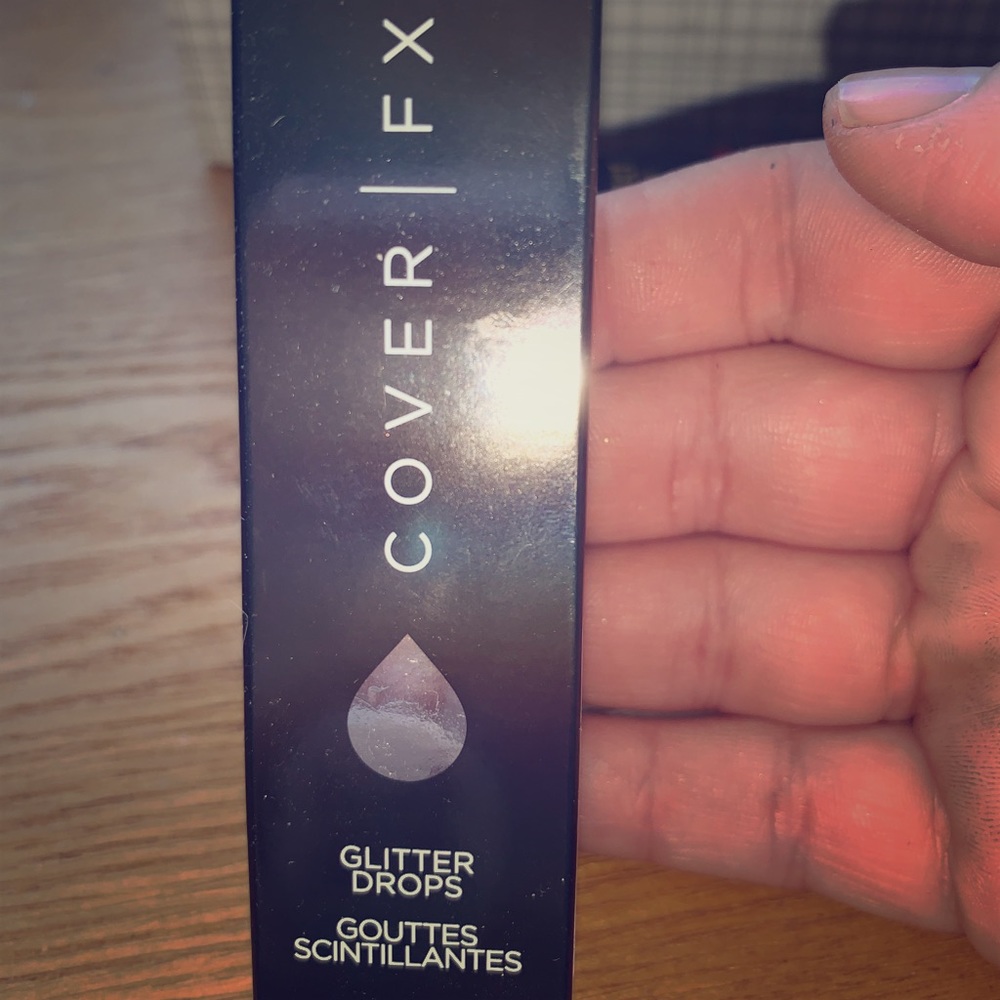 COVER | FX
GLITTER
DROPS
GOUTTES
SCINTILLANTES